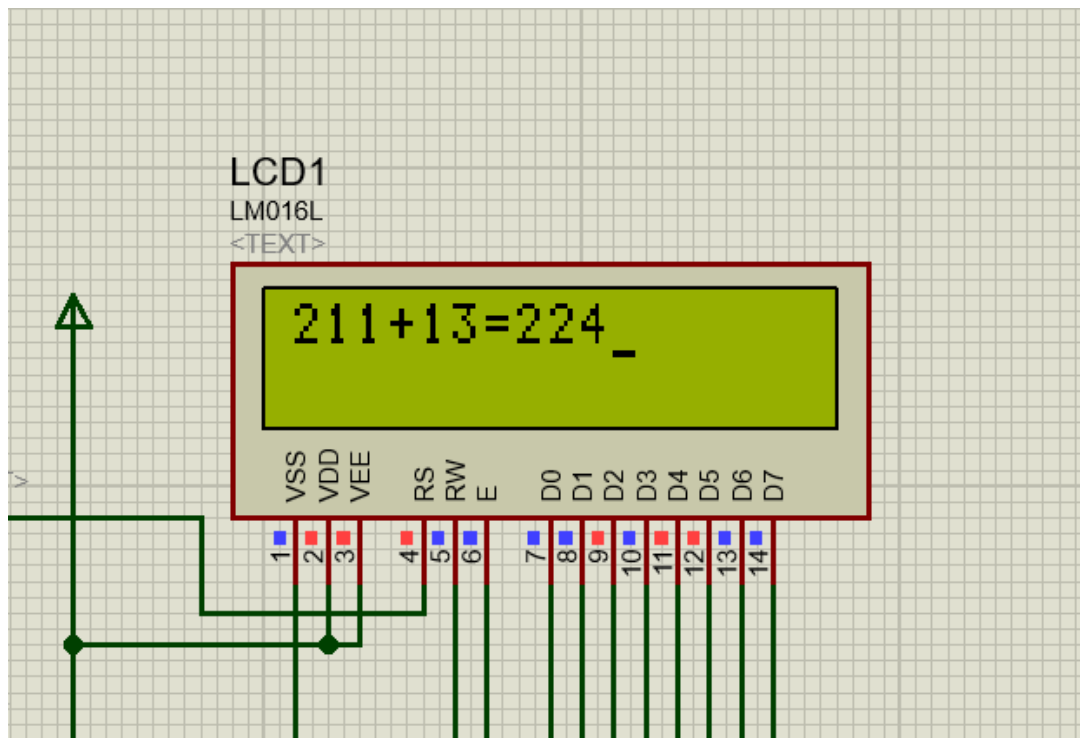 LCD1
LM016L
<TEXT>
211+13=224_
>
VSS VDD VEE RS RW E D0 D1 D2 D3 D4 D5 D6 D7
1 2 3 4 5 6 7 8 9 10 11 12 13 14